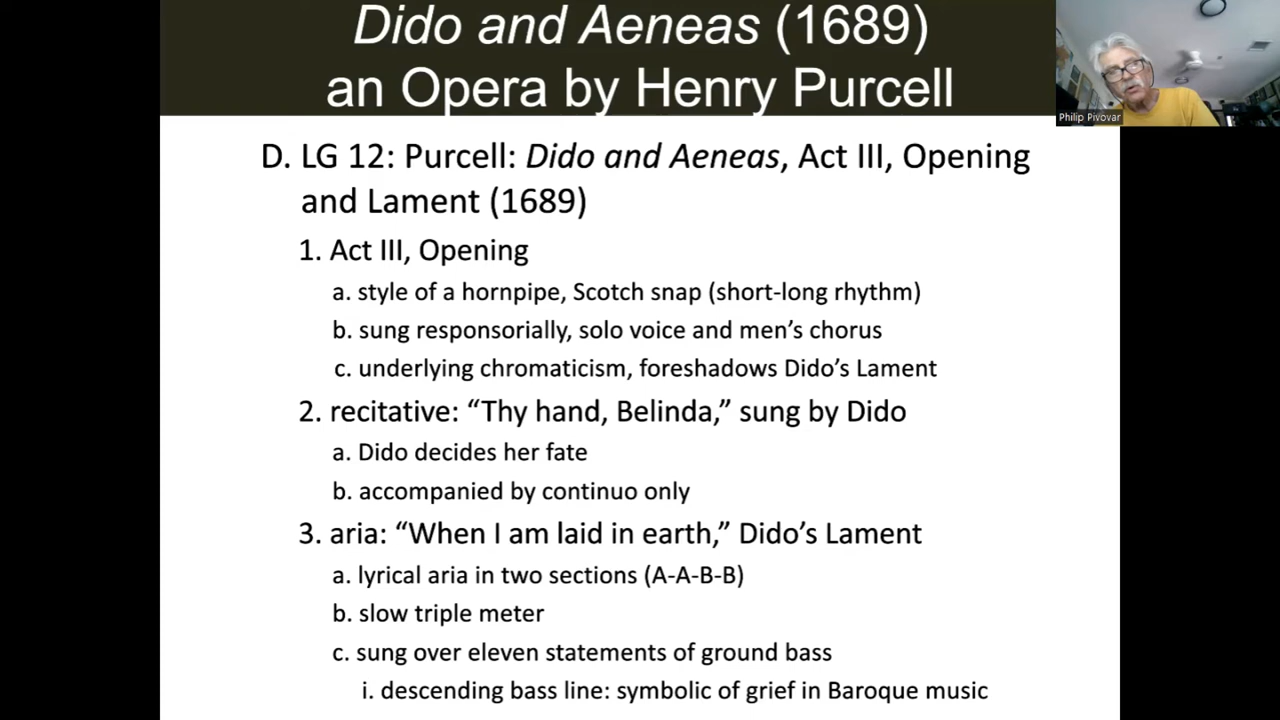 Dido and Aeneas (1689)
an Opera by Henry Purcell
Philip Pivovar
D. LG 12: Purcell: Dido and Aeneas, Act III, Opening
and Lament (1689)
1. Act III, Opening
a. style of a hornpipe, Scotch snap (short-long rhythm)
b. sung responsorially, solo voice and men’s chorus
c. underlying chromaticism, foreshadows Dido’s Lament
2. recitative: “Thy hand, Belinda,” sung by Dido
a. Dido decides her fate
b. accompanied by continuo only
3. aria: “When I am laid in earth,” Dido’s Lament
a. lyrical aria in two sections (A-A-B-B)
b. slow triple meter
c. sung over eleven statements of ground bass
i. descending bass line: symbolic of grief in Baroque music